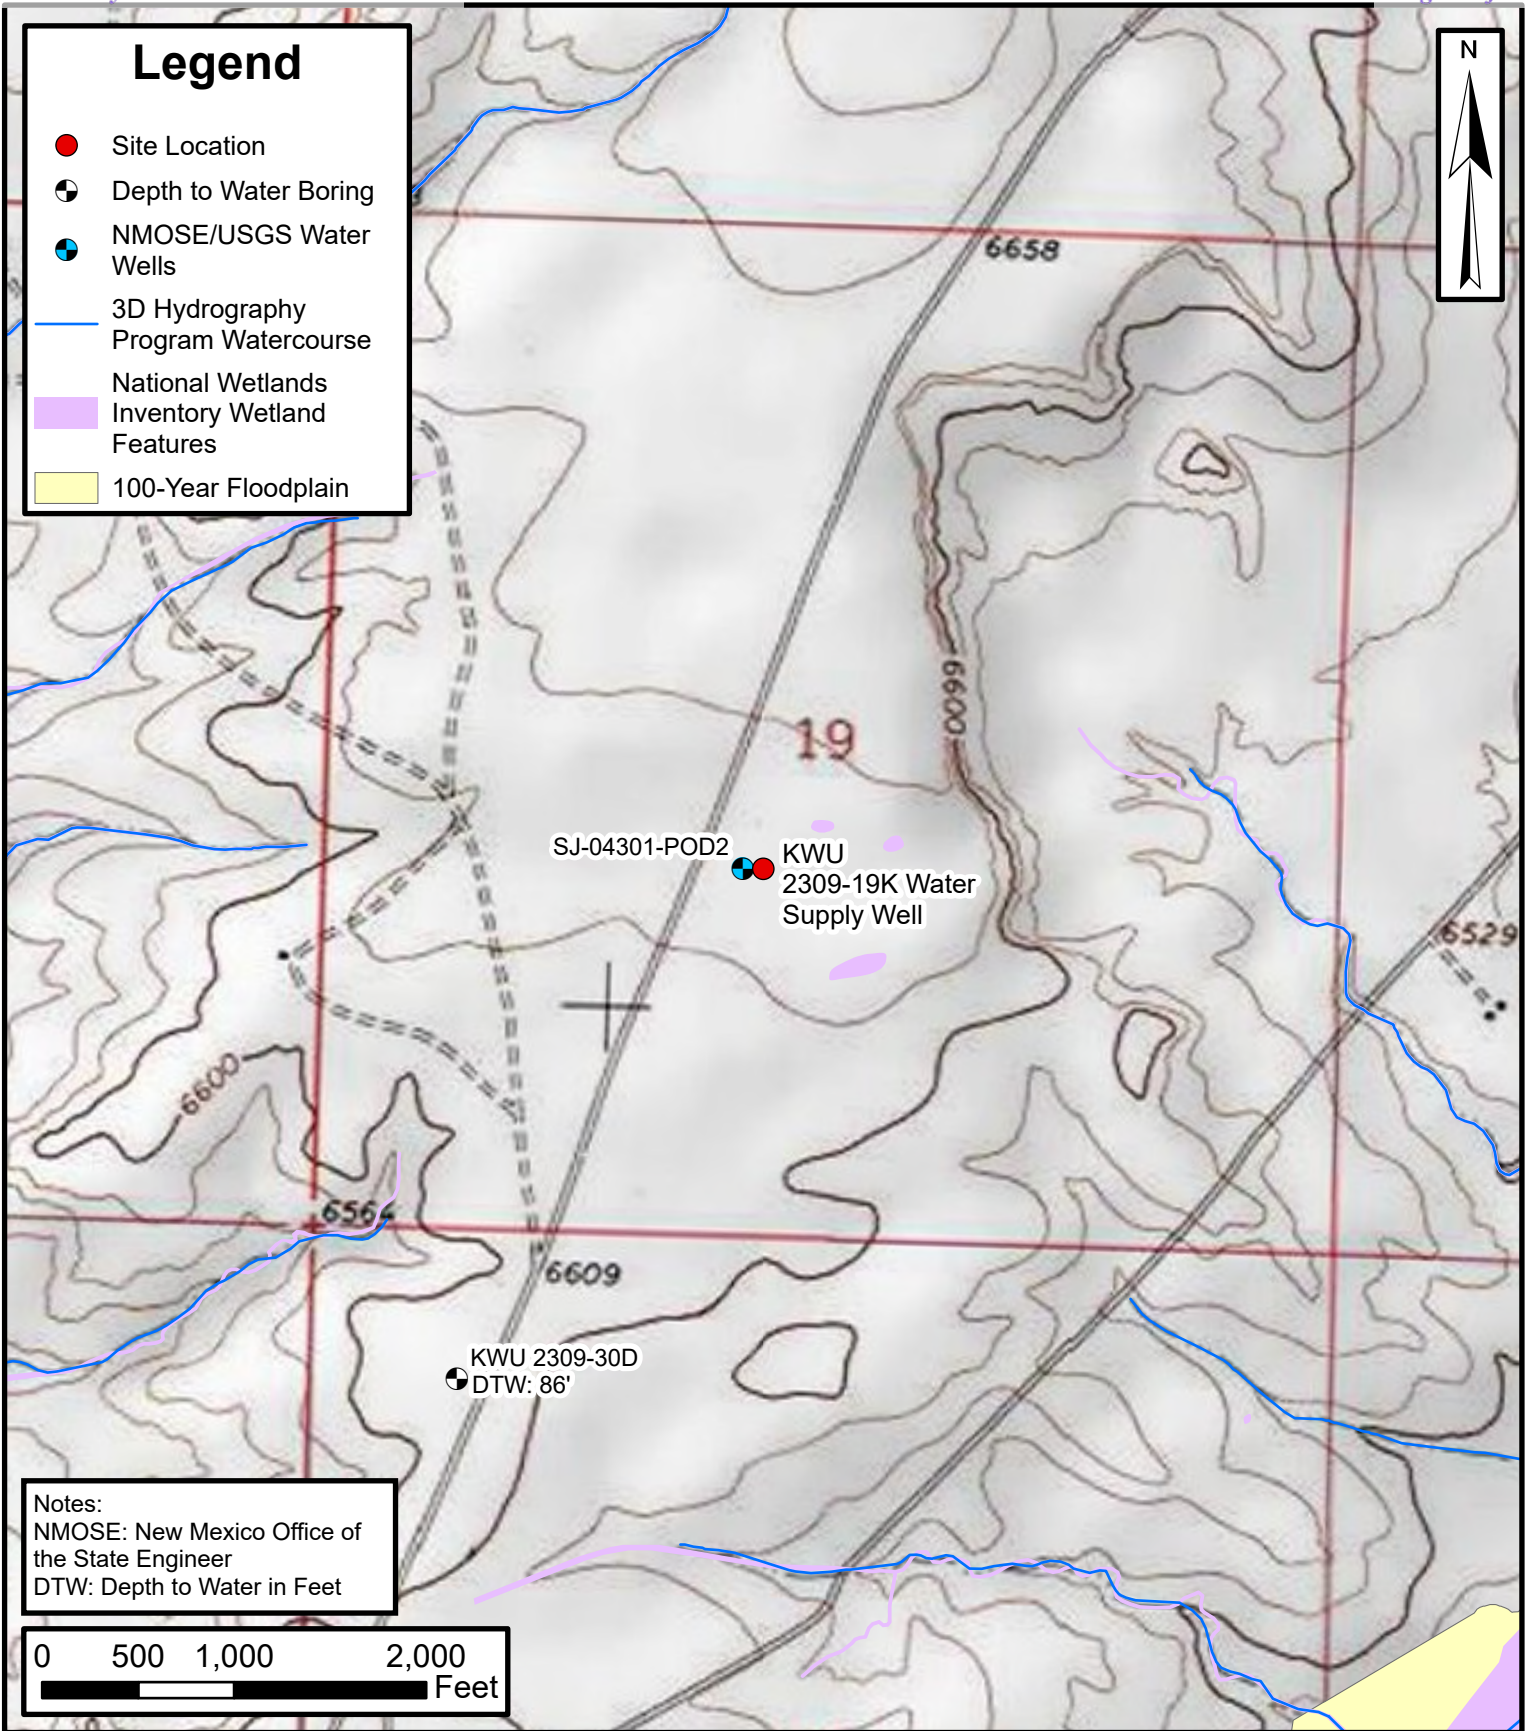 Legend
Site Location
Depth to Water Boring
NMOSE/USGS Water
Wells
3D Hydrography
Program Watercourse
National Wetlands
Inventory Wetland
Features
100-Year Floodplain
N
6658
6600
19
SJ-04301-POD2
KWU
2309-19K Water
Supply Well
6529
6600
6564
6609
KWU 2309-30D
DTW: 86'
Notes:
NMOSE: New Mexico Office of
the State Engineer
DTW: Depth to Water in Feet
0 500 1,000 2,000
Feet